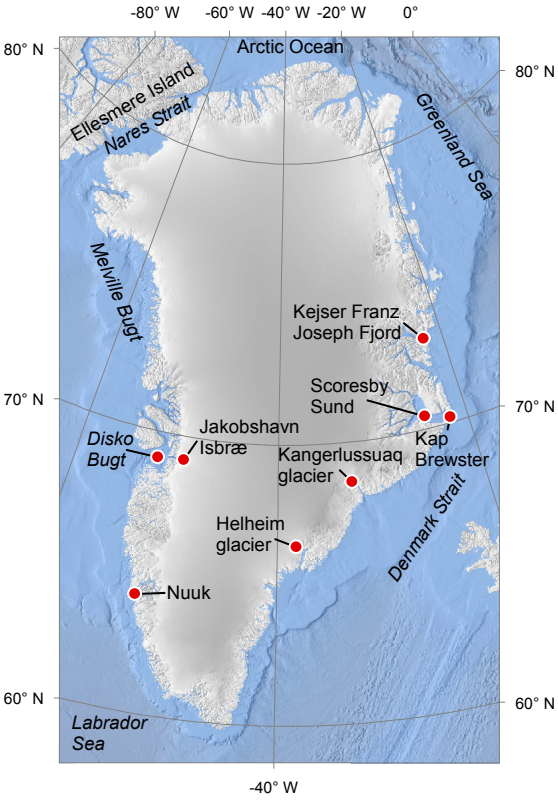 -80° W
-60° W
-40° W
-20° W
0°
80° N
Arctic Ocean
80° N
Ellesmere Island
Nares Strait
Greenland Sea
Melville Bugt
Kejser Franz
Joseph Fjord
Scoresby
Sund
70° N
70° N
Disko
Bugt
Jakobshavn
Isbræ
Kangerlussuaq
glacier
Kap
Brewster
Denmark Strait
Helheim
glacier
Nuuk
60° N
60° N
Labrador
Sea
-40° W